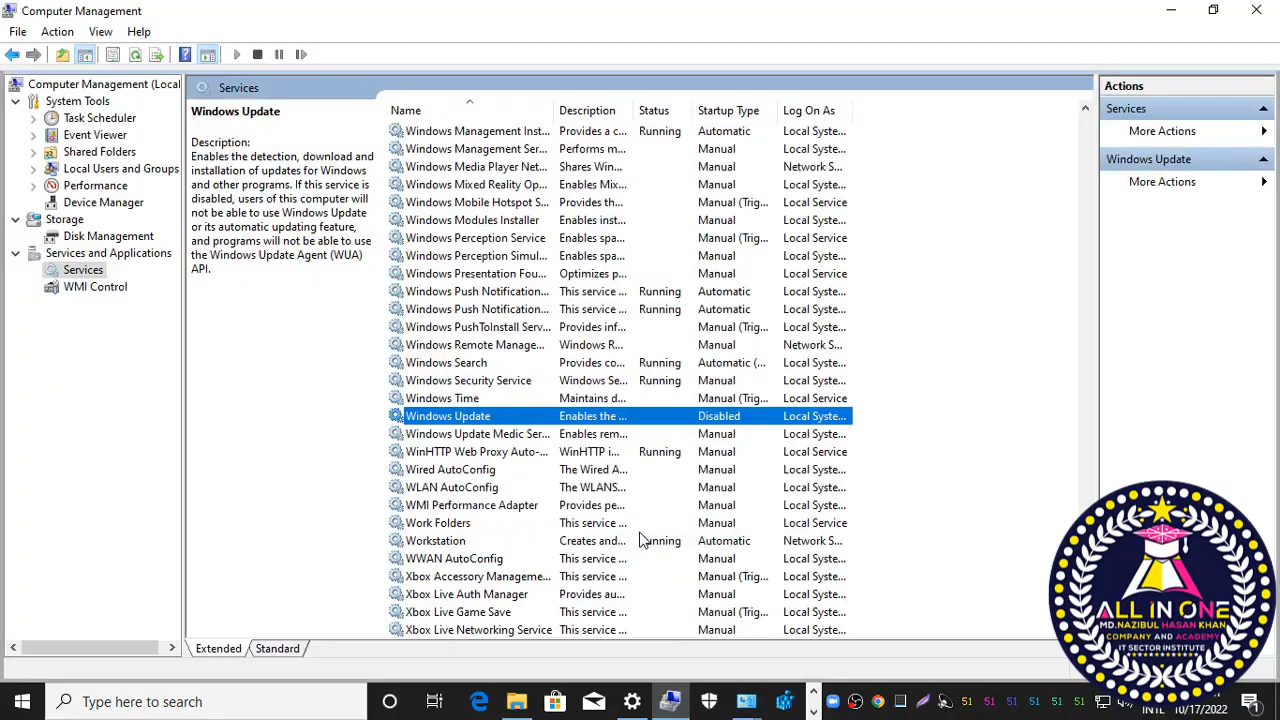 Computer Management
File Action View Help
Computer Management (Local
System Tools
Task Scheduler
Event Viewer
Shared Folders
Local Users and Groups
Performance
Device Manager
Storage
Disk Management
Services and Applications
Services
WMI Control
Services
Windows Update
Description:
Enables the detection, download and
installation of updates for Windows
and other programs. If this service is
disabled, users of this computer will
not be able to use Windows Update
or its automatic updating feature,
and programs will not be able to use
the Windows Update Agent (WUA)
API.
Name Description Status Startup Type Log On As
Windows Management Inst... Provides a c... Running Automatic Local Syste...
Windows Management Ser... Performs m... Manual Local Syste...
Windows Media Player Net... Shares Win... Manual Network S...
Windows Mixed Reality Op... Enables Mix... Manual Local Syste...
Windows Mobile Hotspot S... Provides th... Manual (Trig... Local Service
Windows Modules Installer Enables inst... Manual Local Syste...
Windows Perception Service Enables spa... Manual (Trig... Local Service
Windows Perception Simul... Enables spa... Manual Local Syste...
Windows Presentation Fou... Optimizes p... Manual Local Service
Windows Push Notification... This service ... Running Automatic Local Syste...
Windows Push Notification... This service ... Running Automatic Local Syste...
Windows PushToInstall Serv... Provides inf... Manual (Trig... Local Syste...
Windows Remote Manage... Windows R... Manual Network S...
Windows Search Provides co... Running Automatic (... Local Syste...
Windows Security Service Windows Se... Running Manual Local Syste...
Windows Time Maintains d... Manual (Trig... Local Service
Windows Update Enables the ... Disabled Local Syste...
Windows Update Medic Ser... Enables rem... Manual Local Syste...
WinHTTP Web Proxy Auto-... WinHTTP i... Running Manual Local Service
Wired AutoConfig The Wired A... Manual Local Syste...
WLAN AutoConfig The WLANS... Manual Local Syste...
WMI Performance Adapter Provides pe... Manual Local Syste...
Work Folders This service ... Manual Local Service
Workstation Creates and... Running Automatic Network S...
WWAN AutoConfig This service ... Manual Local Syste...
Xbox Accessory Manageme... This service ... Manual (Trig... Local Syste...
Xbox Live Auth Manager Provides au... Manual Local Syste...
Xbox Live Game Save This service ... Manual (Trig... Local Syste...
Xbox Live Networking Service This service ... Manual Local Syste...
Extended Standard
Actions
Services
More Actions
Windows Update
More Actions
ALL IN ONE
MD.NAZIBUL HASAN KHAN
COMPANY AND ACADEMY
IT SECTOR INSTITUTE
Type here to search
51 51 51 51 51
INTL 10/17/2022
1